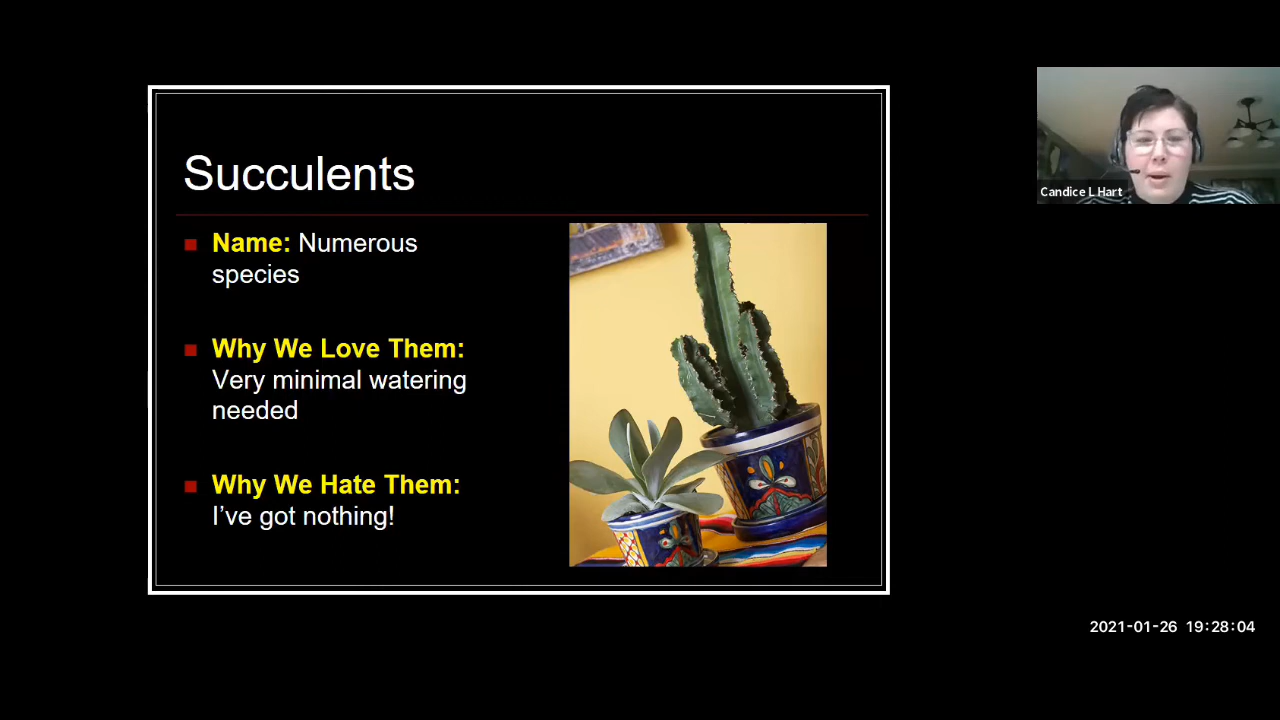 Succulents
Name: Numerous
species
Why We Love Them:
Very minimal watering
needed
Why We Hate Them:
I’ve got nothing!
Candice L Hart
2021-01-26 19:28:04